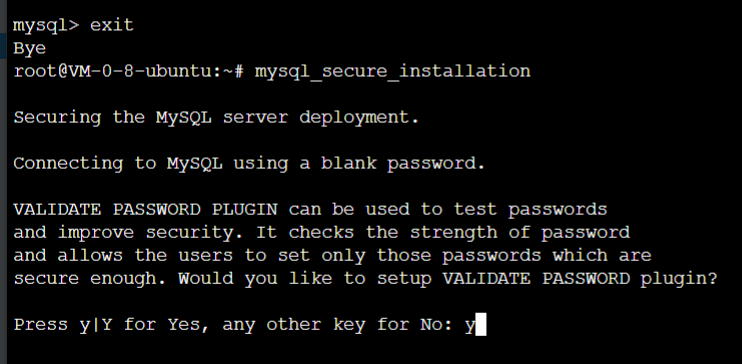 mysql> exit
Bye
root@VM-0-8-ubuntu:~# mysql_secure_installation
Securing the MySQL server deployment.
Connecting to MySQL using a blank password.
VALIDATE PASSWORD PLUGIN can be used to test passwords
and improve security. It checks the strength of password
and allows the users to set only those passwords which are
secure enough. Would you like to setup VALIDATE PASSWORD plugin?
Press y|Y for Yes, any other key for No: y